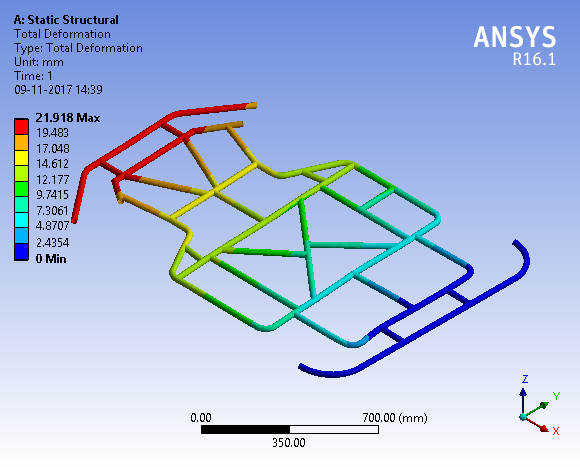 A: Static Structural
Total Deformation
Type: Total Deformation
Unit: mm
Time: 1
09-11-2017 14:39
ANSYS
R16.1
21.918 Max
19.483
17.048
14.612
12.177
9.7415
7.3061
4.8707
2.4354
0 Min
0.00
700.00 (mm)
350.00
Z
Y
X